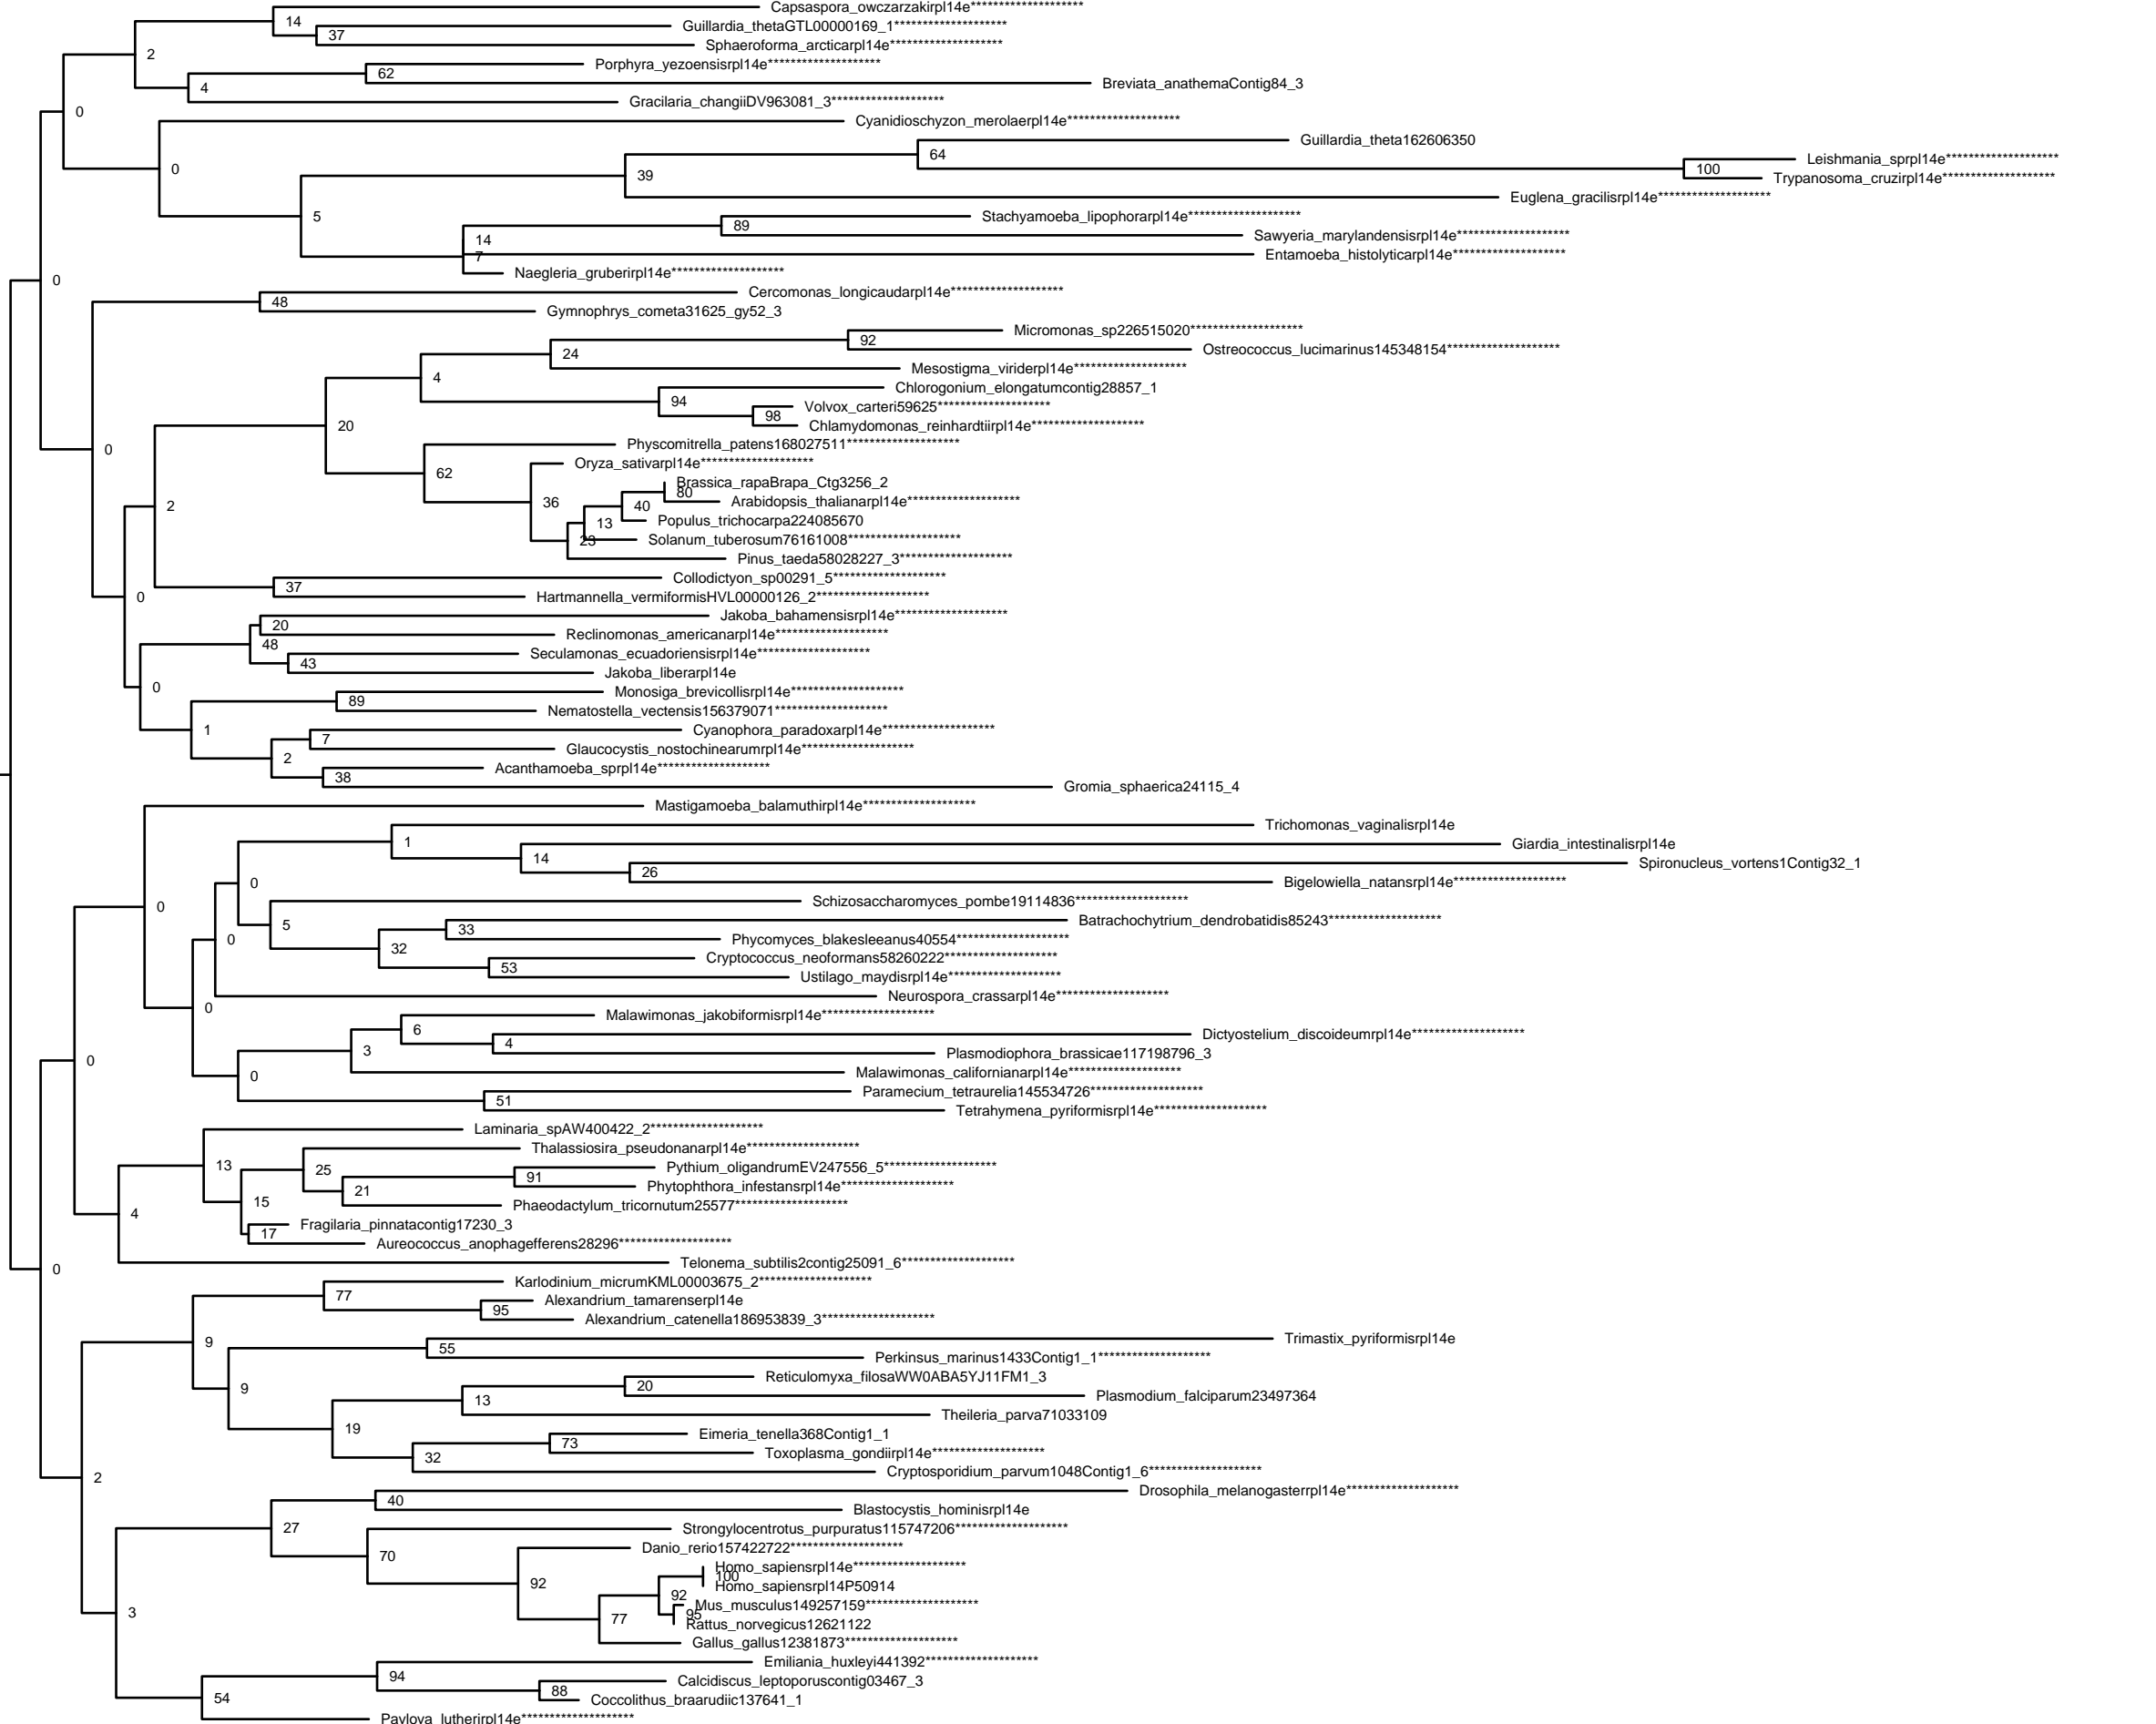 Capsaspora_owczarzakirpl14e********************
14
Guillardia_thetaGTL00000169_1********************
37
Sphaeroforma_arcticarpl14e********************
2
Porphyra_yezoensisrpl14e********************
62
Breviata_anathemaContig84_3
4
Gracilaria_changiiDV963081_3********************
0
Cyanidioschyzon_merolaerpl14e********************
Guillardia_theta162606350
64
Leishmania_sprpl14e********************
100
Trypanosoma_cruzirpl14e********************
0
39
Euglena_gracilisrpl14e********************
5
Stachyamoeba_lipophorarpl14e********************
89
Sawyeria_marylandensisrpl14e********************
14
Entamoeba_histolyticarpl14e********************
7
Naegleria_gruberirpl14e********************
0
Cercomonas_longicaudarpl14e********************
48
Gymnophrys_cometa31625_gy52_3
Micromonas_sp226515020********************
92
Ostreococcus_lucimarinus145348154********************
24
Mesostigma_viriderpl14e********************
4
Chlorogonium_elongatumcontig28857_1
94
Volvox_carteri59625********************
98
Chlamydomonas_reinhardtiirpl14e********************
20
Physcomitrella_patens168027511********************
0
Oryza_sativarpl14e********************
62
Brassica_rapaBrapa_Ctg3256_2
80
Arabidopsis_thalianarpl14e********************
36
40
2
Populus_trichocarpa224085670
13
Solanum_tuberosum76161008********************
23
Pinus_taeda58028227_3********************
Collodictyon_sp00291_5********************
37
Hartmannella_vermiformisHVL00000126_2********************
0
Jakoba_bahamensisrpl14e********************
20
Reclinomonas_americanarpl14e********************
48
Seculamonas_ecuadoriensisrpl14e********************
43
Jakoba_liberarpl14e
0
Monosiga_brevicollisrpl14e********************
89
Nematostella_vectensis156379071********************
1
Cyanophora_paradoxarpl14e********************
7
Glaucocystis_nostochinearumrpl14e********************
2
Acanthamoeba_sprpl14e********************
38
Gromia_sphaerica24115_4
Mastigamoeba_balamuthirpl14e********************
Trichomonas_vaginalisrpl14e
1
Giardia_intestinalisrpl14e
14
Spironucleus_vortens1Contig32_1
26
Bigelowiella_natansrpl14e********************
0
Schizosaccharomyces_pombe19114836********************
0
Batrachochytrium_dendrobatidis85243********************
5
33
Phycomyces_blakesleeanus40554********************
0
32
Cryptococcus_neoformans58260222********************
53
Ustilago_maydisrpl14e********************
Neurospora_crassarpl14e********************
0
Malawimonas_jakobiformisrpl14e********************
6
Dictyostelium_discoideumrpl14e********************
4
Plasmodiophora_brassicae117198796_3
3
0
Malawimonas_californianarpl14e********************
0
Paramecium_tetraurelia145534726********************
51
Tetrahymena_pyriformisrpl14e********************
Laminaria_spAW400422_2********************
Thalassiosira_pseudonanarpl14e********************
13
25
Pythium_oligandrumEV247556_5********************
91
Phytophthora_infestansrpl14e********************
21
15
Phaeodactylum_tricornutum25577********************
4
Fragilaria_pinnatacontig17230_3
17
Aureococcus_anophagefferens28296********************
Telonema_subtilis2contig25091_6********************
0
Karlodinium_micrumKML00003675_2********************
77
Alexandrium_tamarenserpl14e
95
Alexandrium_catenella186953839_3********************
9
Trimastix_pyriformisrpl14e
55
Perkinsus_marinus1433Contig1_1********************
Reticulomyxa_filosaWW0ABA5YJ11FM1_3
9
20
Plasmodium_falciparum23497364
13
Theileria_parva71033109
19
Eimeria_tenella368Contig1_1
73
Toxoplasma_gondiirpl14e********************
32
Cryptosporidium_parvum1048Contig1_6********************
2
Drosophila_melanogasterrpl14e********************
40
Blastocystis_hominisrpl14e
27
Strongylocentrotus_purpuratus115747206********************
Danio_rerio157422722********************
70
Homo_sapiensrpl14e********************
100
92
Homo_sapiensrpl14P50914
92
Mus_musculus149257159********************
3
95
77
Rattus_norvegicus12621122
Gallus_gallus12381873********************
Emiliania_huxleyi441392********************
94
Calcidiscus_leptoporuscontig03467_3
88
54
Coccolithus_braarudiic137641_1
Pavlova_lutherirpl14e********************